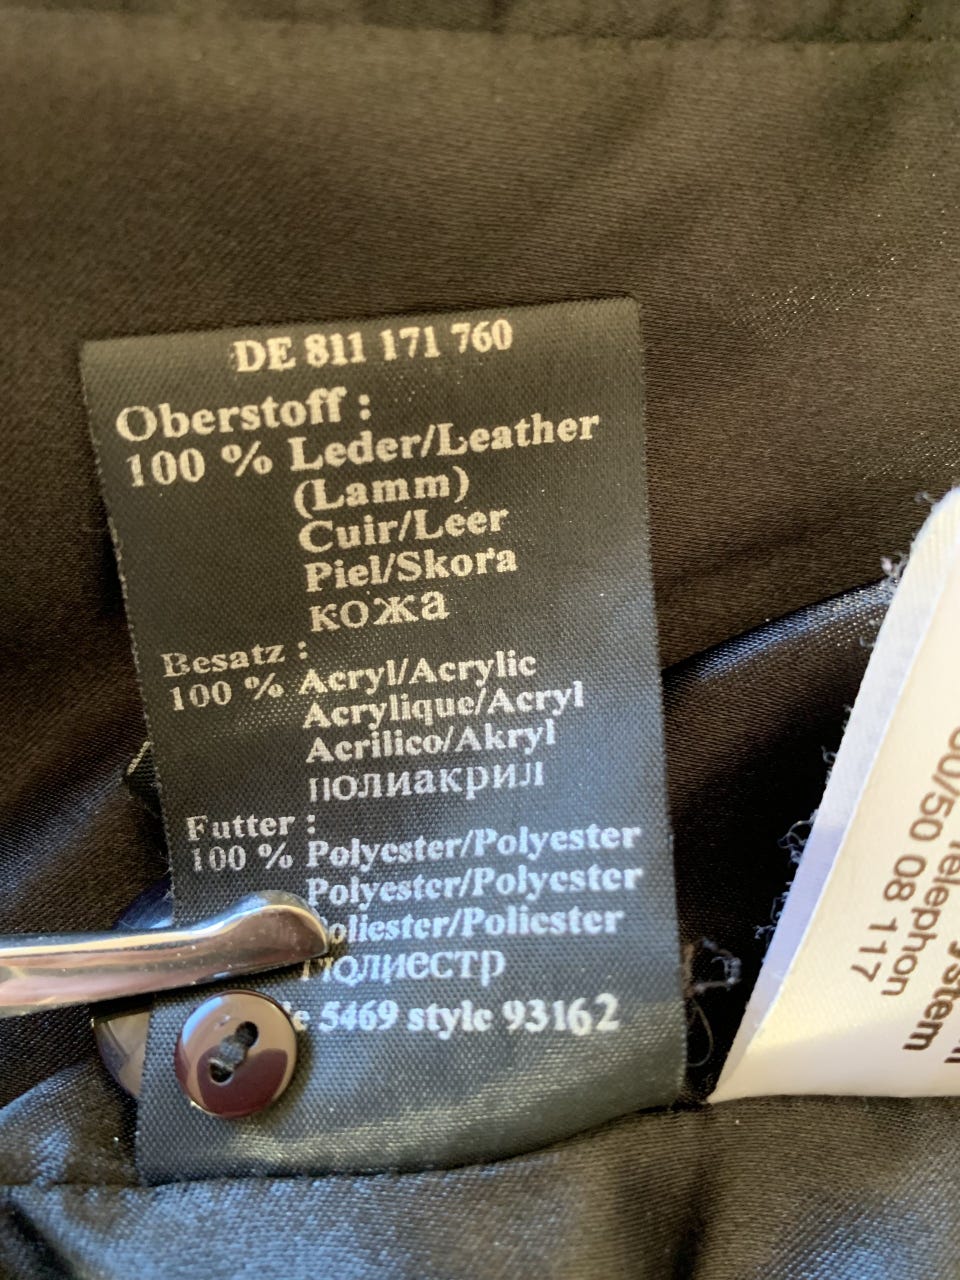 DE 811 171 760
Oberstoff :
100 % Leder/Leather
(Lamm)
Cuir/Leer
Piel/Skora
кожа
Besatz :
100 % Acryl/Acrylic
Acrylique/Acryl
Acrilico/Akryl
полиакрил
Futter :
100 % Polyester/Polyester
Polyester/Polyester
Poliester/Poliester
полиестр
5469 style 93162
50 08 117
Telephon
ystem